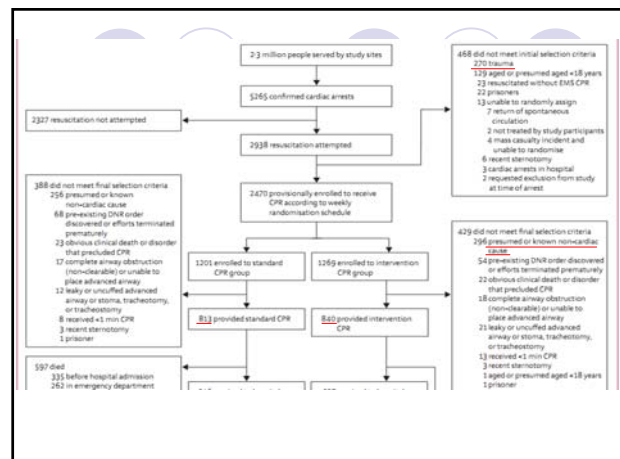 2·3 million people served by study sites
5265 confirmed cardiac arrests
2327 resuscitation not attempted
2938 resuscitation attempted
468 did not meet initial selection criteria
270 trauma
129 aged or presumed aged <18 years
23 resuscitated without EMS CPR
22 prisoners
13 unable to randomly assign
7 return of spontaneous
circulation
2 not treated by study participants
4 mass casualty incident and
unable to randomise
6 recent sternotomy
3 cardiac arrests in hospital
2 requested exclusion from study
at time of arrest
2470 provisionally enrolled to receive
CPR according to weekly
randomisation schedule
388 did not meet final selection criteria
256 presumed or known
non-cardiac cause
68 pre-existing DNR order
discovered or efforts terminated
prematurely
23 obvious clinical death or disorder
that precluded CPR
17 complete airway obstruction
(non-clearable) or unable to
place advanced airway
12 leaky or uncuffed advanced
airway or stoma, tracheotomy,
or tracheostomy
8 received <1 min CPR
3 recent sternotomy
1 prisoner
1201 enrolled to standard
CPR group
1269 enrolled to intervention
CPR group
429 did not meet final selection criteria
296 presumed or known non-cardiac
cause
54 pre-existing DNR order discovered
or efforts terminated prematurely
22 obvious clinical death or disorder
that precluded CPR
18 complete airway obstruction
(non-clearable) or unable to place
advanced airway
21 leaky or uncuffed advanced
airway or stoma, tracheotomy, or
tracheostomy
13 received <1 min CPR
3 recent sternotomy
1 aged or presumed aged <18 years
1 prisoner
813 provided standard CPR
840 provided intervention
CPR
597 died
335 before hospital admission
262 in emergency department